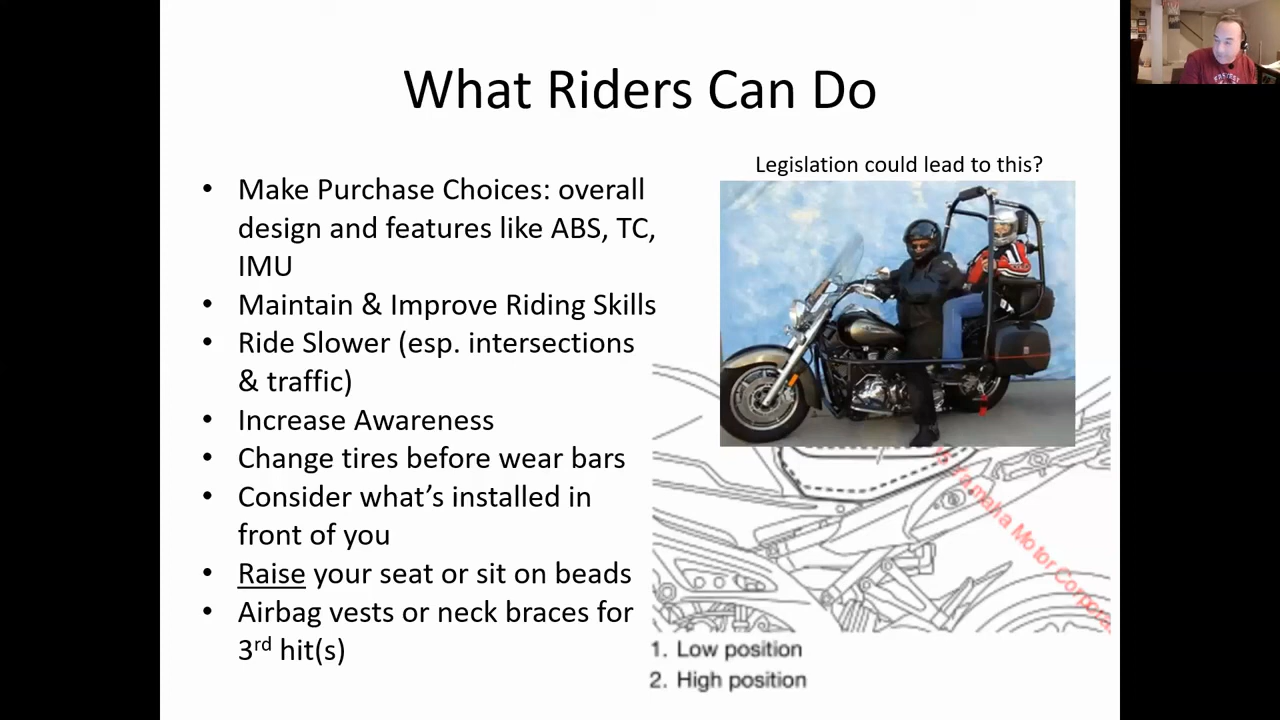 What Riders Can Do
• Make Purchase Choices: overall
design and features like ABS, TC,
IMU
• Maintain & Improve Riding Skills
• Ride Slower (esp. intersections
& traffic)
• Increase Awareness
• Change tires before wear bars
• Consider what's installed in
front of you
• Raise your seat or sit on beads
• Airbag vests or neck braces for
3rd hit(s)
Legislation could lead to this?
Yamaha Motor Corpora
1. Low position
2. High position